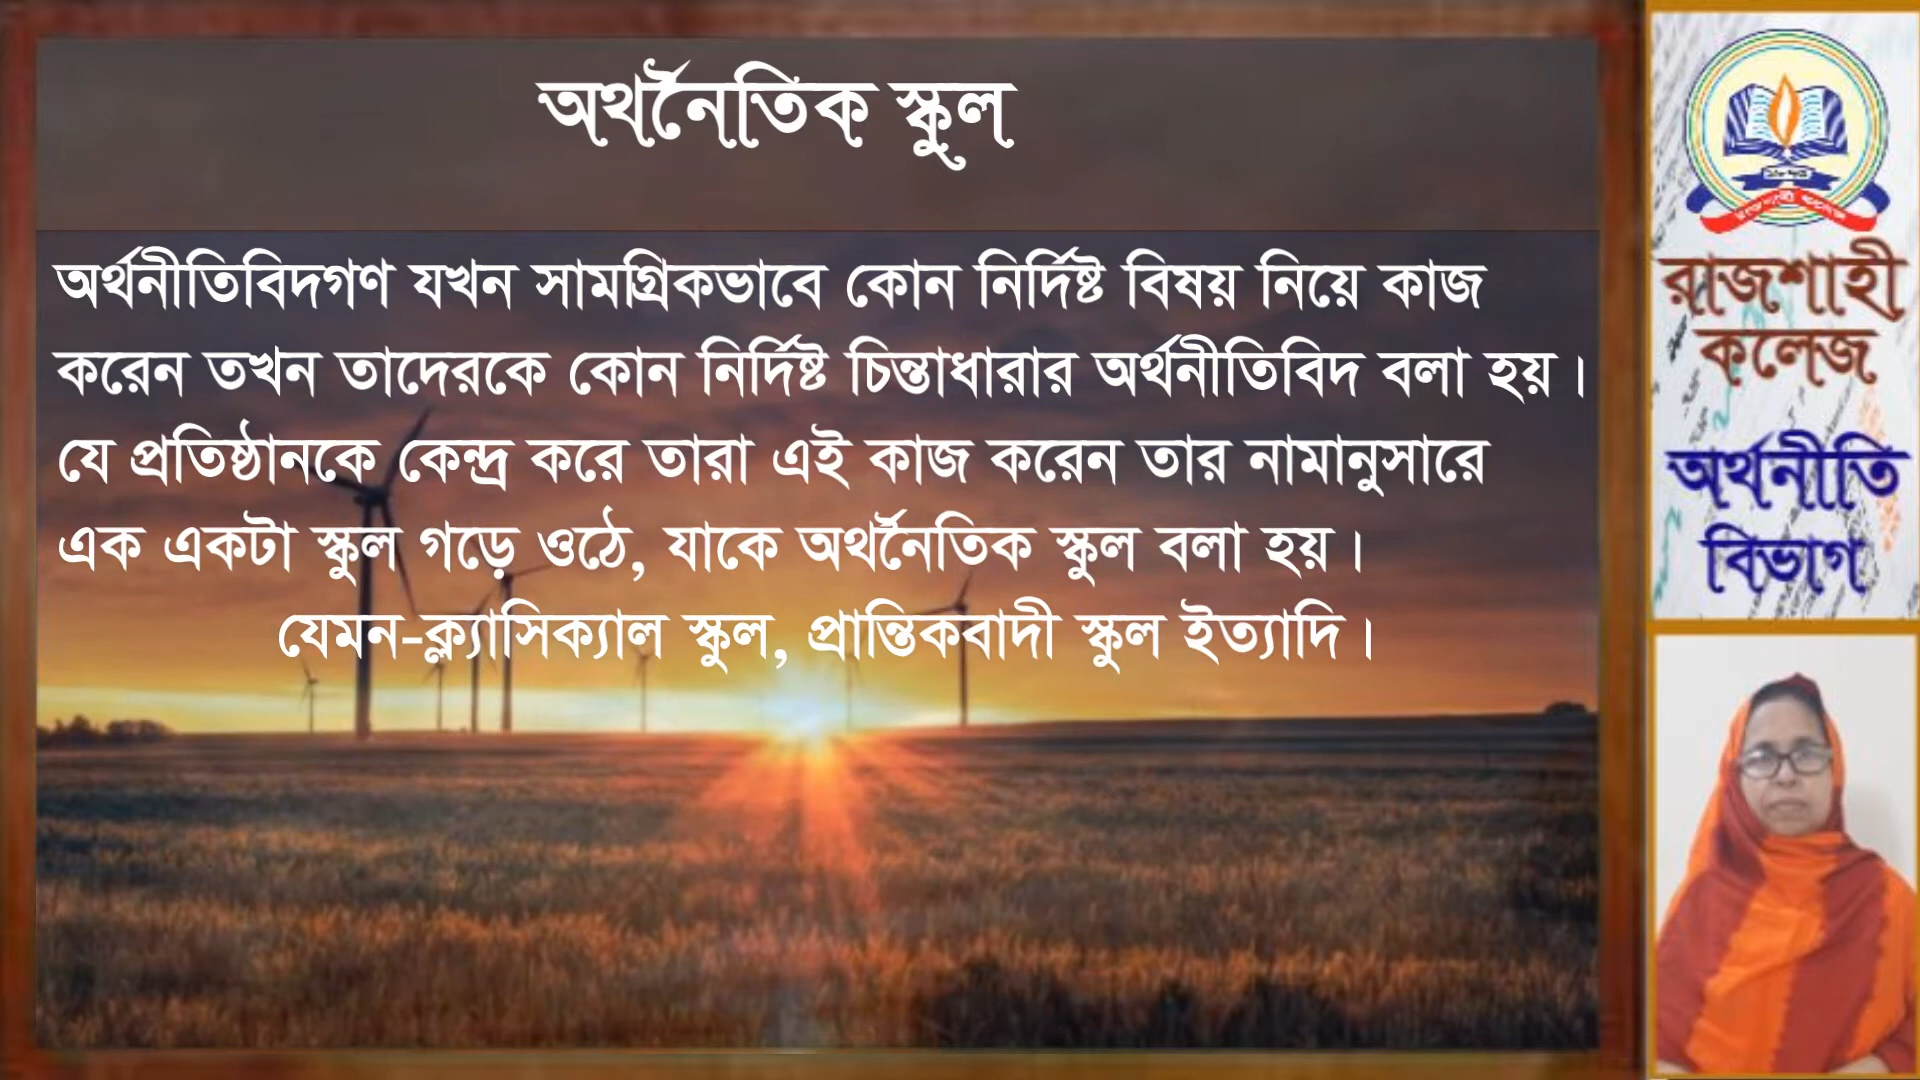 অর্থনৈতিক স্কুল
অর্থনীতিবিদগণ যখন সামগ্রিকভাবে কোন নির্দিষ্ট বিষয় নিয়ে কাজ
করেন তখন তাদেরকে কোন নির্দিষ্ট চিন্তাধারার অর্থনীতিবিদ বলা হয়।
যে প্রতিষ্ঠানকে কেন্দ্র করে তারা এই কাজ করেন তার নামানুসারে
এক একটা স্কুল গড়ে ওঠে, যাকে অর্থনৈতিক স্কুল বলা হয়।
যেমন-ক্ল্যাসিক্যাল স্কুল, প্রান্তিকবাদী স্কুল ইত্যাদি।
রাজশাহী
কলেজ
অর্থনীতি
বিভাগ